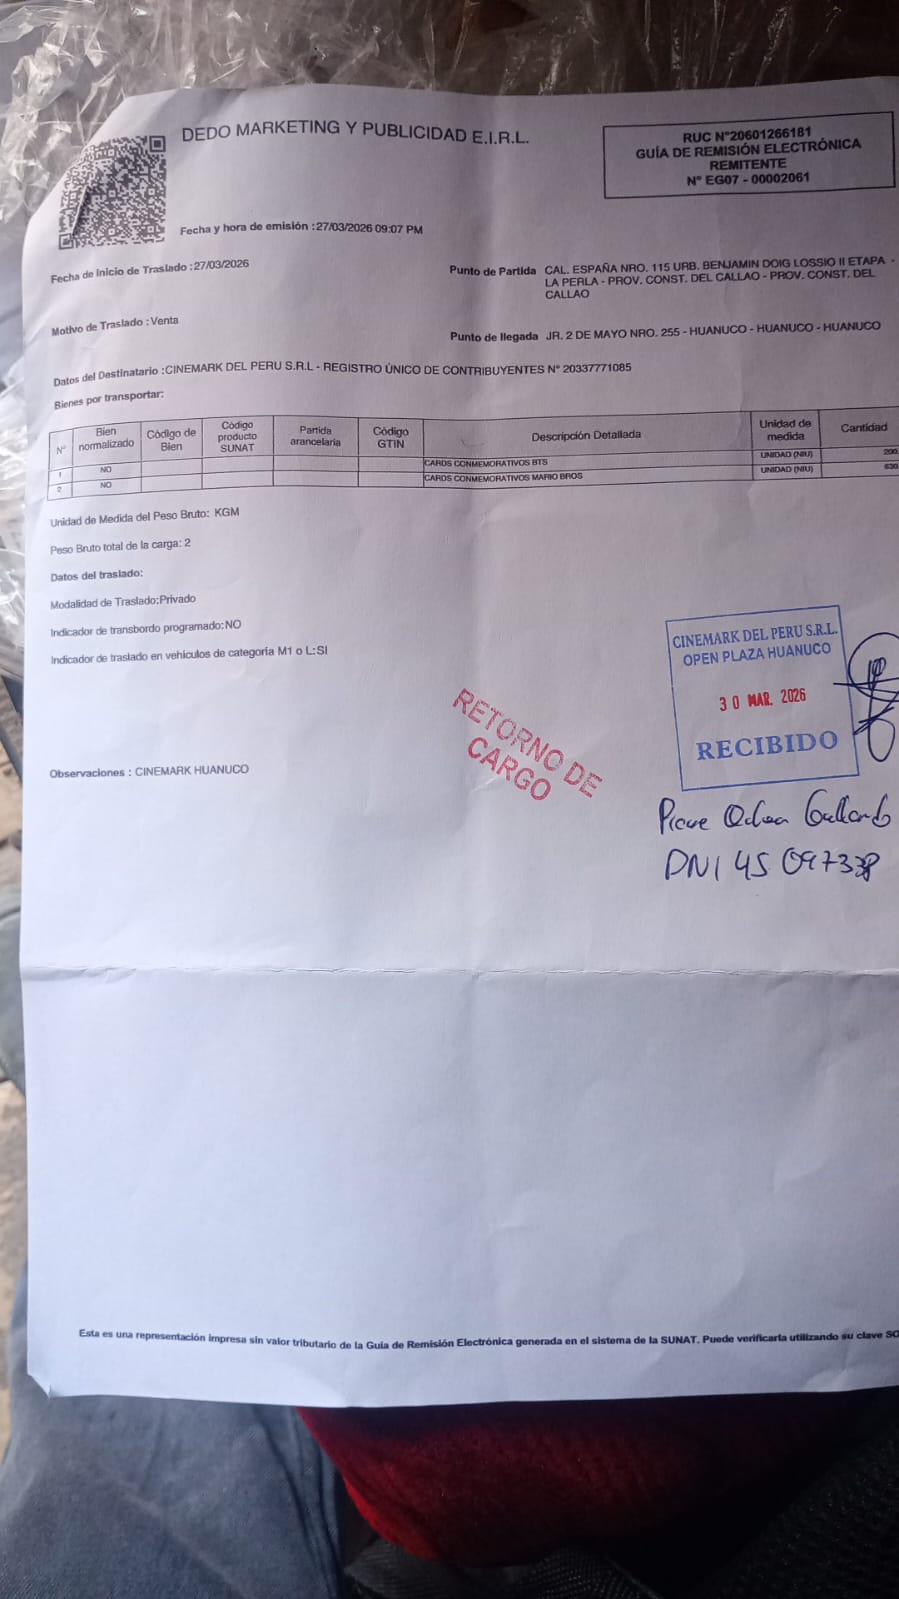 DEDO MARKETING Y PUBLICIDAD E.I.R.L.
RUC N°20601266181
GUÍA DE REMISIÓN ELECTRÓNICA
REMITENTE
N° EG07 - 00002061
Fecha y hora de emisión :27/03/2026 09:07 PM
Fecha de inicio de Traslado :27/03/2026
Punto de Partida CAL. ESPAÑA NRO. 115 URB. BENJAMIN DOIG LOSSIO II ETAPA -
LA PERLA - PROV. CONST. DEL CALLAO - PROV. CONST. DEL
CALLAO
Motivo de Traslado :Venta
Punto de llegada JR. 2 DE MAYO NRO. 255 - HUANUCO - HUANUCO - HUANUCO
Datos del Destinatario :CINEMARK DEL PERU S.R.L - REGISTRO ÚNICO DE CONTRIBUYENTES N° 20337771085
Bienes por transportar:
N° Bien normalizado Código de Bien Código producto SUNAT Partida arancelaria Código GTIN Descripción Detallada Unidad de medida Cantidad
1 NO CARDS CONMEMORATIVOS BTS UNIDAD (NIU) 200
2 NO CARDS CONMEMORATIVOS MARIO BROS UNIDAD (NIU) 630
Unidad de Medida del Peso Bruto: KGM
Peso Bruto total de la carga: 2
Datos del traslado:
Modalidad de Traslado:Privado
Indicador de transbordo programado:NO
Indicador de traslado en vehículos de categoría M1 o L:SI
CINEMARK DEL PERU S.R.L.
OPEN PLAZA HUANUCO
30 MAR. 2026
RECIBIDO
RETORNO DE
CARGO
Observaciones : CINEMARK HUANUCO
Gallardo
DNI 45097338
Esta es una representación impresa sin valor tributario de la Guía de Remisión Electrónica generada en el sistema de la SUNAT. Puede verificarla utilizando su clave SO